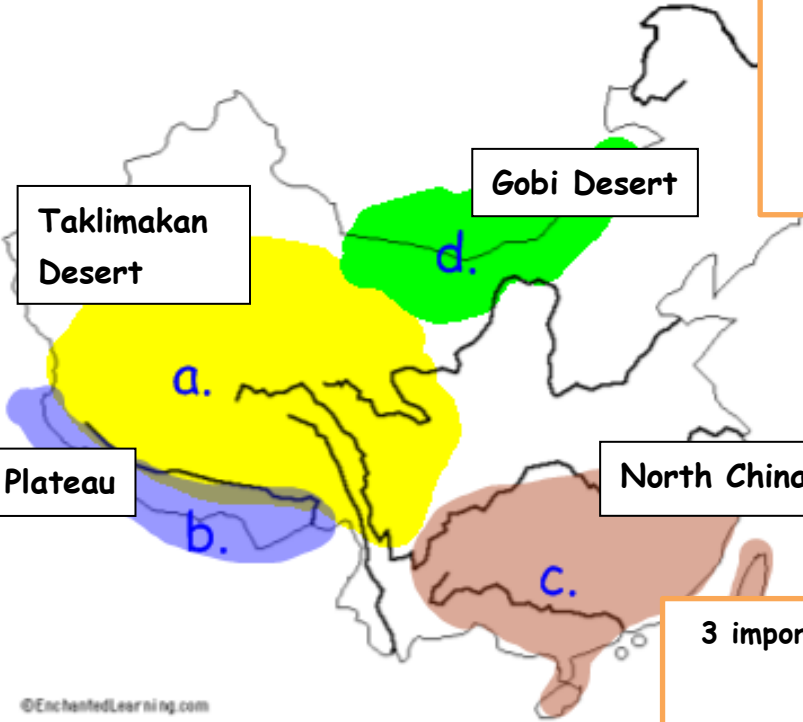 Gobi Desert
Taklimakan
Desert
d.
a.
Plateau
North China
b.
c.
3 impor
©EnchantedLearning.com